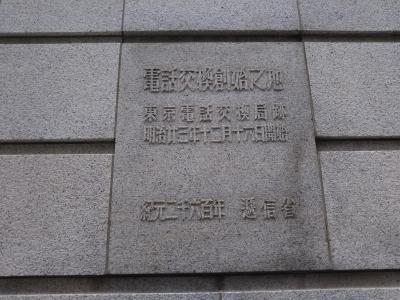 電話交換創始之地
東京電話交換局跡
明治廿三年十二月十六日開始
紀元二千六百年 逓信省